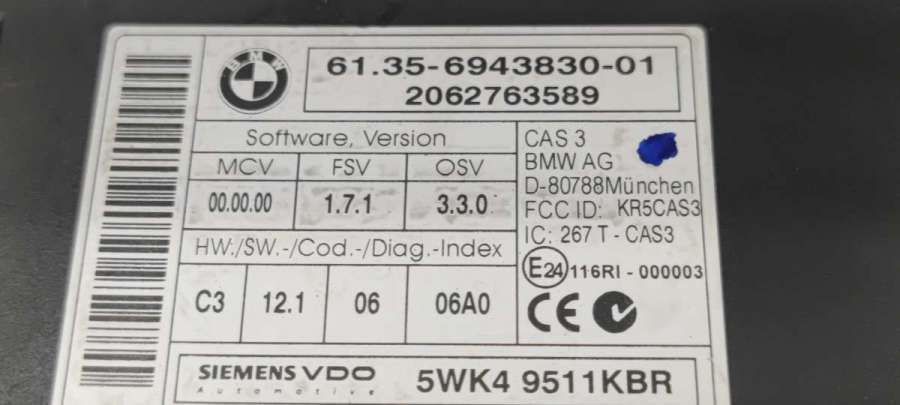 BMW
61.35-6943830-01
2062763589
Software, Version
MCV FSV OSV
00.00.00 1.7.1 3.3.0
HW./SW.-/Cod.-/Diag.-Index
C3 12.1 06 06A0
CAS 3
BMW AG
D-80788München
FCC ID: KR5CAS3
IC: 267 T - CAS3
E24 116RI - 000003
CE
SIEMENS VDO
Automotive
5WK4 9511KBR